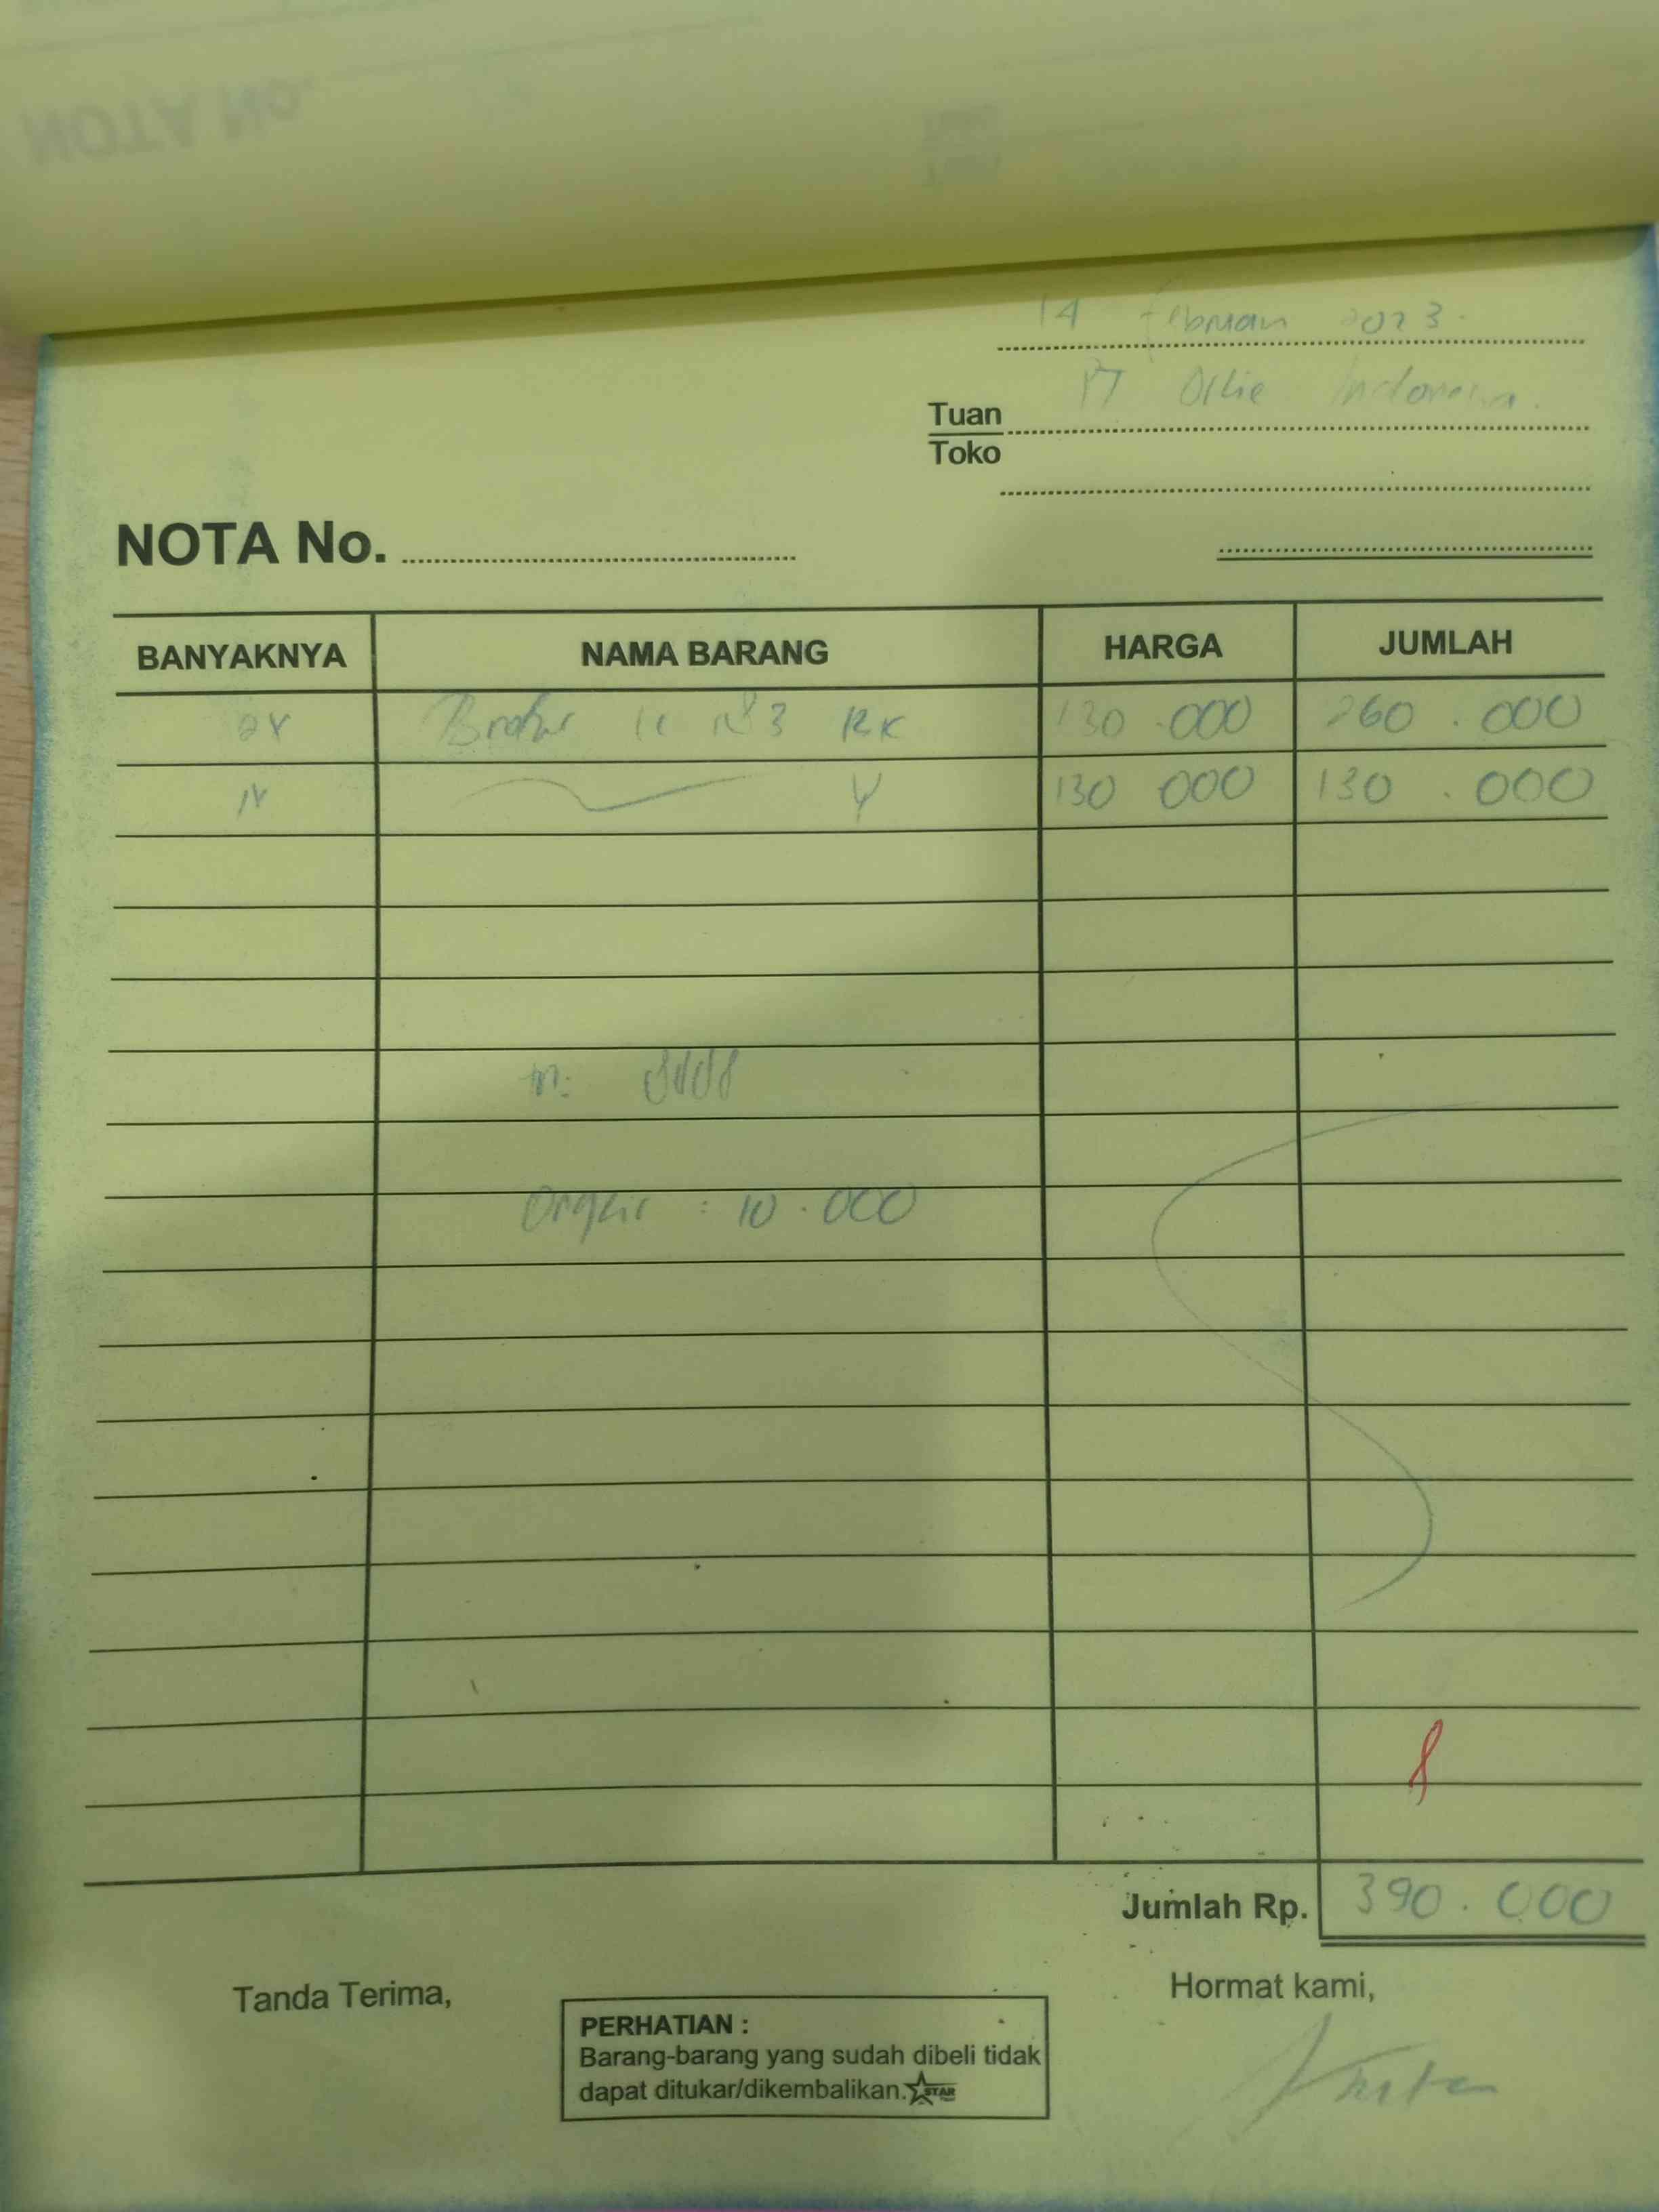 14 Februari 2023.
PT Indonesia.
Tuan
Toko
NOTA No.
BANYAKNYA NAMA BARANG HARGA JUMLAH
2x 130.000 260.000
1x Y 130 000 130.000
Ongkir : 10.000
Jumlah Rp. 390.000
Tanda Terima, Hormat kami,
PERHATIAN :
Barang-barang yang sudah dibeli tidak
dapat ditukar/dikembalikan. STAR